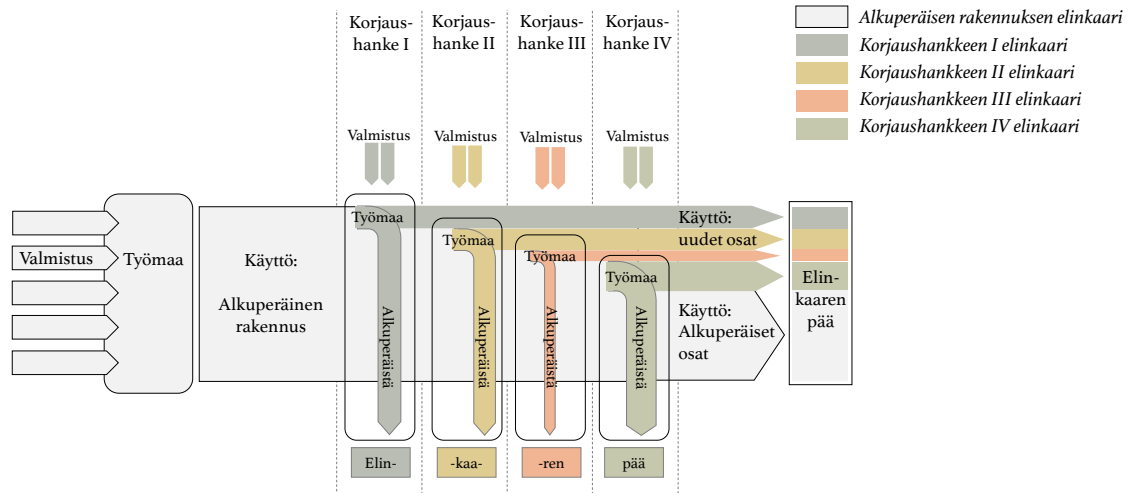 Korjaus-
hanke I
Korjaus-
hanke II
Korjaus-
hanke III
Korjaus-
hanke IV
Alkuperäisen rakennuksen elinkaari
Korjaushankkeen I elinkaari
Korjaushankkeen II elinkaari
Korjaushankkeen III elinkaari
Korjaushankkeen IV elinkaari
Valmistus
Valmistus
Valmistus
Valmistus
Valmistus
Työmaa
Käyttö:
Alkuperäinen
rakennus
Työmaa
Työmaa
Työmaa
Työmaa
Alkuperäistä
Alkuperäistä
Alkuperäistä
Alkuperäistä
Käyttö:
uudet osat
Käyttö:
Alkuperäiset
osat
Elin-
kaaren
pää
Elin-
-kaa-
-ren
pää